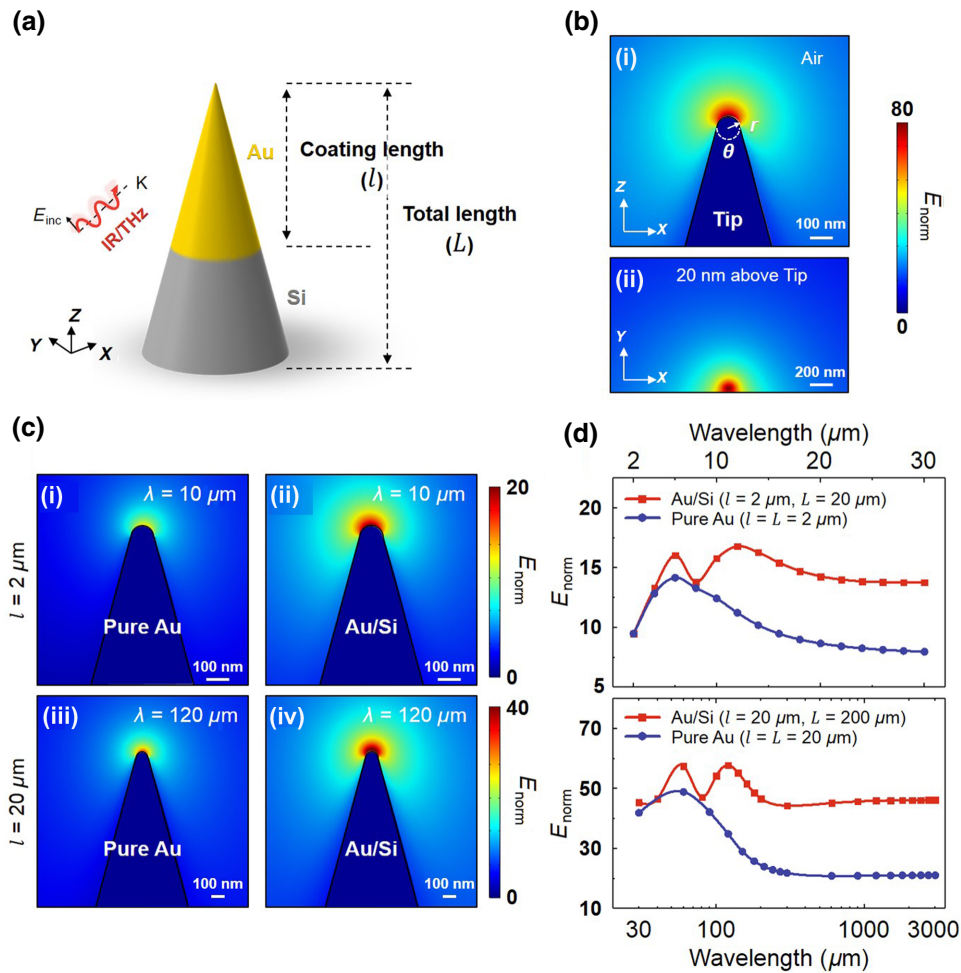 (a)
Au
Coating length
(l)
Total length
(L)
K
E_inc
IR/THz
Si
Z
Y
X
(b)
(i)
Air
r
θ
Z
X
Tip
100 nm
(ii)
20 nm above Tip
Y
X
200 nm
80
E_norm
0
(c)
l = 2 μm
(i)
λ = 10 μm
Pure Au
100 nm
(ii)
λ = 10 μm
Au/Si
100 nm
20
E_norm
0
l = 20 μm
(iii)
λ = 120 μm
Pure Au
100 nm
(iv)
λ = 120 μm
Au/Si
100 nm
40
E_norm
0
(d)
Wavelength (μm)
2 10 20 30
Au/Si (l = 2 μm, L = 20 μm)
Pure Au (l = L = 2 μm)
20
15
10
5
E_norm
Au/Si (l = 20 μm, L = 200 μm)
Pure Au (l = L = 20 μm)
70
50
30
10
E_norm
30 100 1000 3000
Wavelength (μm)